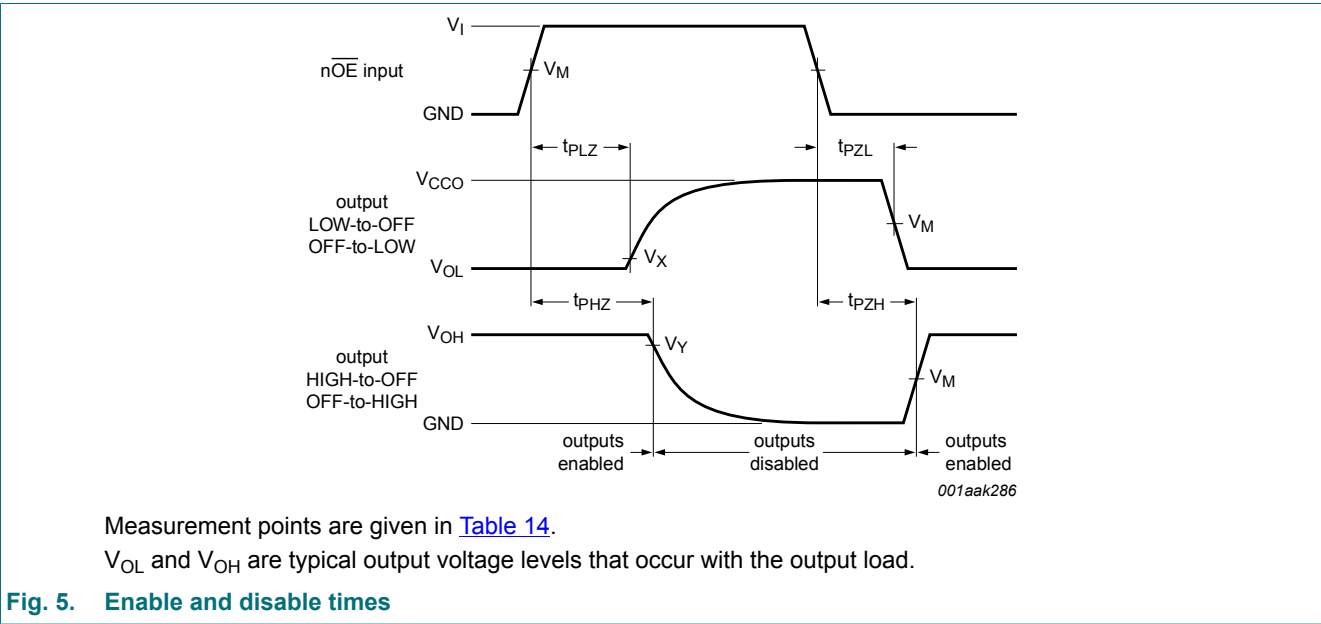 V_I
nOE input
V_M
GND
t_PLZ
t_PZL
V_CCO
output
LOW-to-OFF
OFF-to-LOW
V_M
V_X
V_OL
t_PHZ
t_PZH
V_OH
V_Y
output
HIGH-to-OFF
OFF-to-HIGH
V_M
GND
outputs
enabled
outputs
disabled
outputs
enabled
001aak286
Measurement points are given in Table 14.
V_OL and V_OH are typical output voltage levels that occur with the output load.
Fig. 5. Enable and disable times